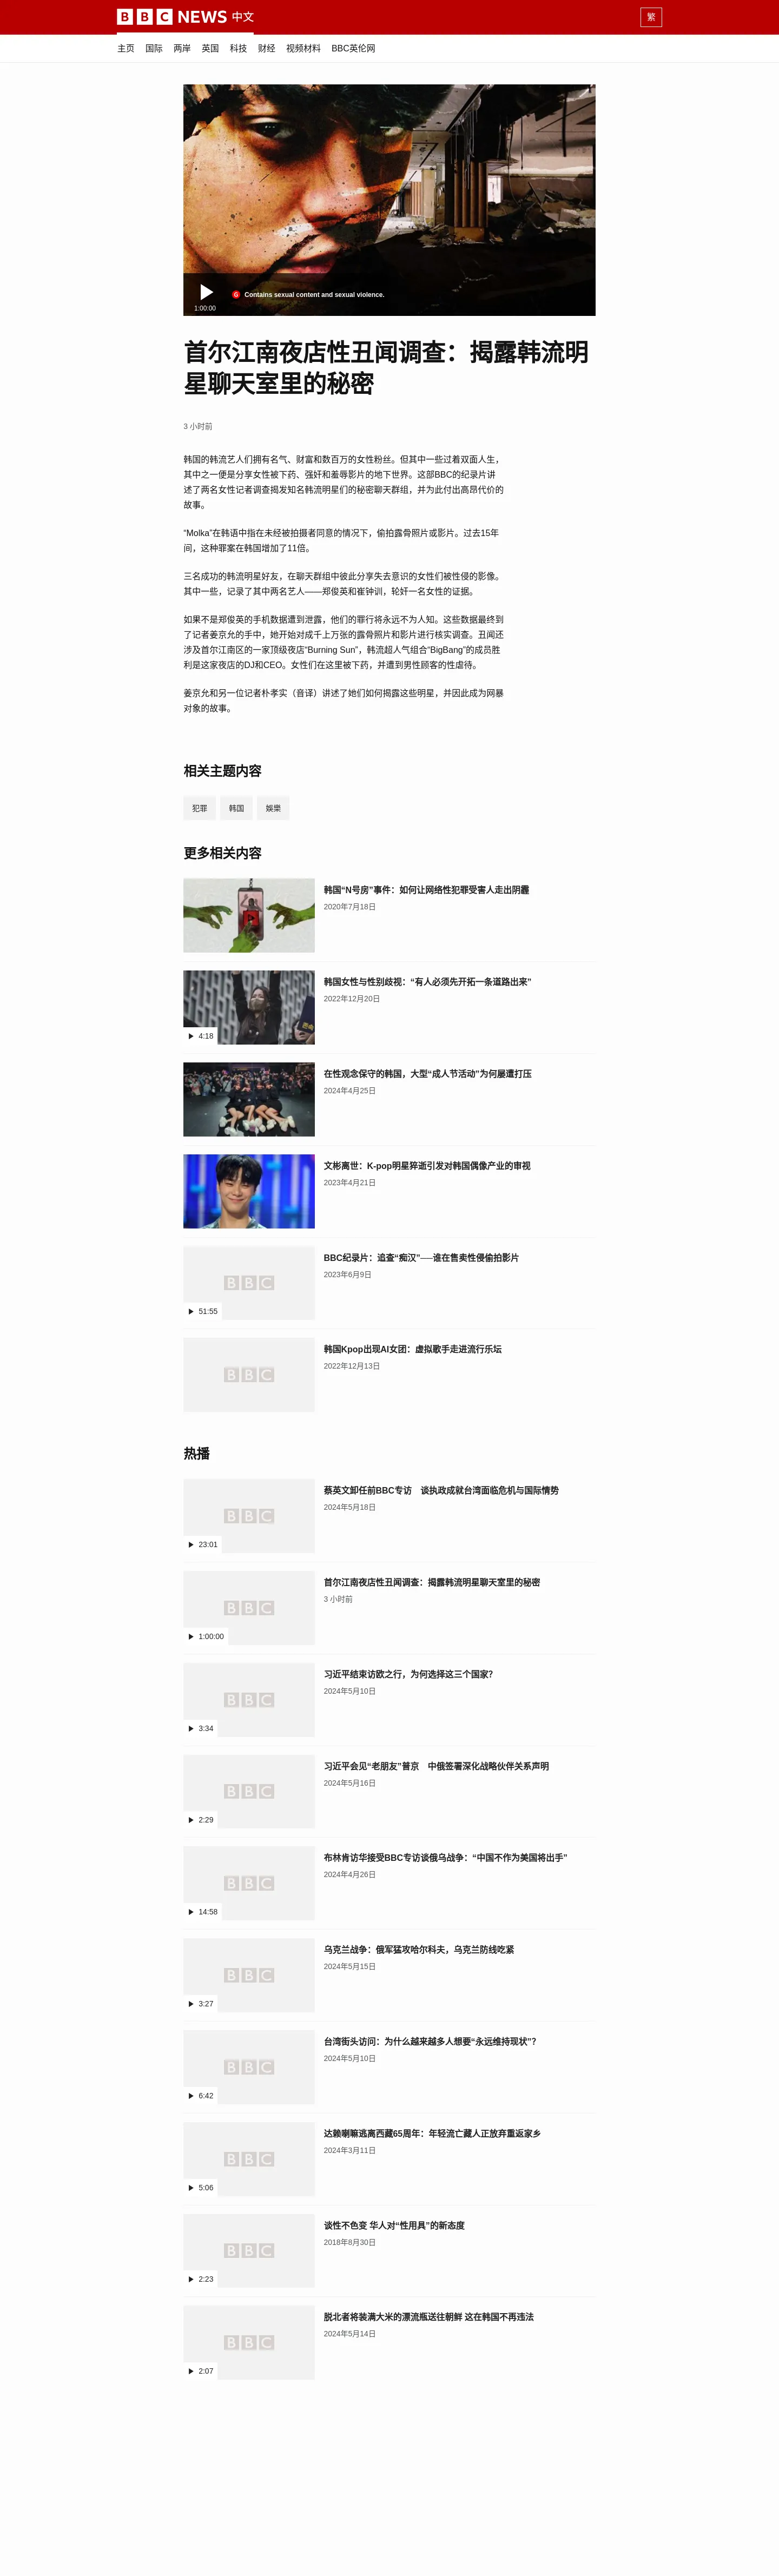 BBC NEWS 中文
繁
主页 国际 两岸 英国 科技 财经 视频材料 BBC英伦网
G Contains sexual content and sexual violence.
1:00:00
首尔江南夜店性丑闻调查：揭露韩流明
星聊天室里的秘密
3 小时前
韩国的韩流艺人们拥有名气、财富和数百万的女性粉丝。但其中一些过着双面人生，
其中之一便是分享女性被下药、强奸和羞辱影片的地下世界。这部BBC的纪录片讲
述了两名女性记者调查揭发知名韩流明星们的秘密聊天群组，并为此付出高昂代价的
故事。
“Molka”在韩语中指在未经被拍摄者同意的情况下，偷拍露骨照片或影片。过去15年
间，这种罪案在韩国增加了11倍。
三名成功的韩流明星好友，在聊天群组中彼此分享失去意识的女性们被性侵的影像。
其中一些，记录了其中两名艺人——郑俊英和崔钟训，轮奸一名女性的证据。
如果不是郑俊英的手机数据遭到泄露，他们的罪行将永远不为人知。这些数据最终到
了记者姜京允的手中，她开始对成千上万张的露骨照片和影片进行核实调查。丑闻还
涉及首尔江南区的一家顶级夜店“Burning Sun”，韩流超人气组合“BigBang”的成员胜
利是这家夜店的DJ和CEO。女性们在这里被下药，并遭到男性顾客的性虐待。
姜京允和另一位记者朴孝实（音译）讲述了她们如何揭露这些明星，并因此成为网暴
对象的故事。
相关主题内容
犯罪 韩国 娛樂
更多相关内容
韩国“N号房”事件：如何让网络性犯罪受害人走出阴霾
2020年7月18日
韩国女性与性别歧视：“有人必须先开拓一条道路出来”
2022年12月20日
4:18
在性观念保守的韩国，大型“成人节活动”为何屡遭打压
2024年4月25日
文彬离世：K-pop明星猝逝引发对韩国偶像产业的审视
2023年4月21日
BBC纪录片：追查“痴汉”──谁在售卖性侵偷拍影片
2023年6月9日
BBC
51:55
韩国Kpop出现AI女团：虚拟歌手走进流行乐坛
2022年12月13日
BBC
热播
蔡英文卸任前BBC专访　谈执政成就台湾面临危机与国际情势
2024年5月18日
BBC
23:01
首尔江南夜店性丑闻调查：揭露韩流明星聊天室里的秘密
3 小时前
BBC
1:00:00
习近平结束访欧之行，为何选择这三个国家？
2024年5月10日
BBC
3:34
习近平会见“老朋友”普京　中俄签署深化战略伙伴关系声明
2024年5月16日
BBC
2:29
布林肯访华接受BBC专访谈俄乌战争：“中国不作为美国将出手”
2024年4月26日
BBC
14:58
乌克兰战争：俄军猛攻哈尔科夫，乌克兰防线吃紧
2024年5月15日
BBC
3:27
台湾街头访问：为什么越来越多人想要“永远维持现状”？
2024年5月10日
BBC
6:42
达赖喇嘛逃离西藏65周年：年轻流亡藏人正放弃重返家乡
2024年3月11日
BBC
5:06
谈性不色变 华人对“性用具”的新态度
2018年8月30日
BBC
2:23
脱北者将装满大米的漂流瓶送往朝鲜 这在韩国不再违法
2024年5月14日
BBC
2:07